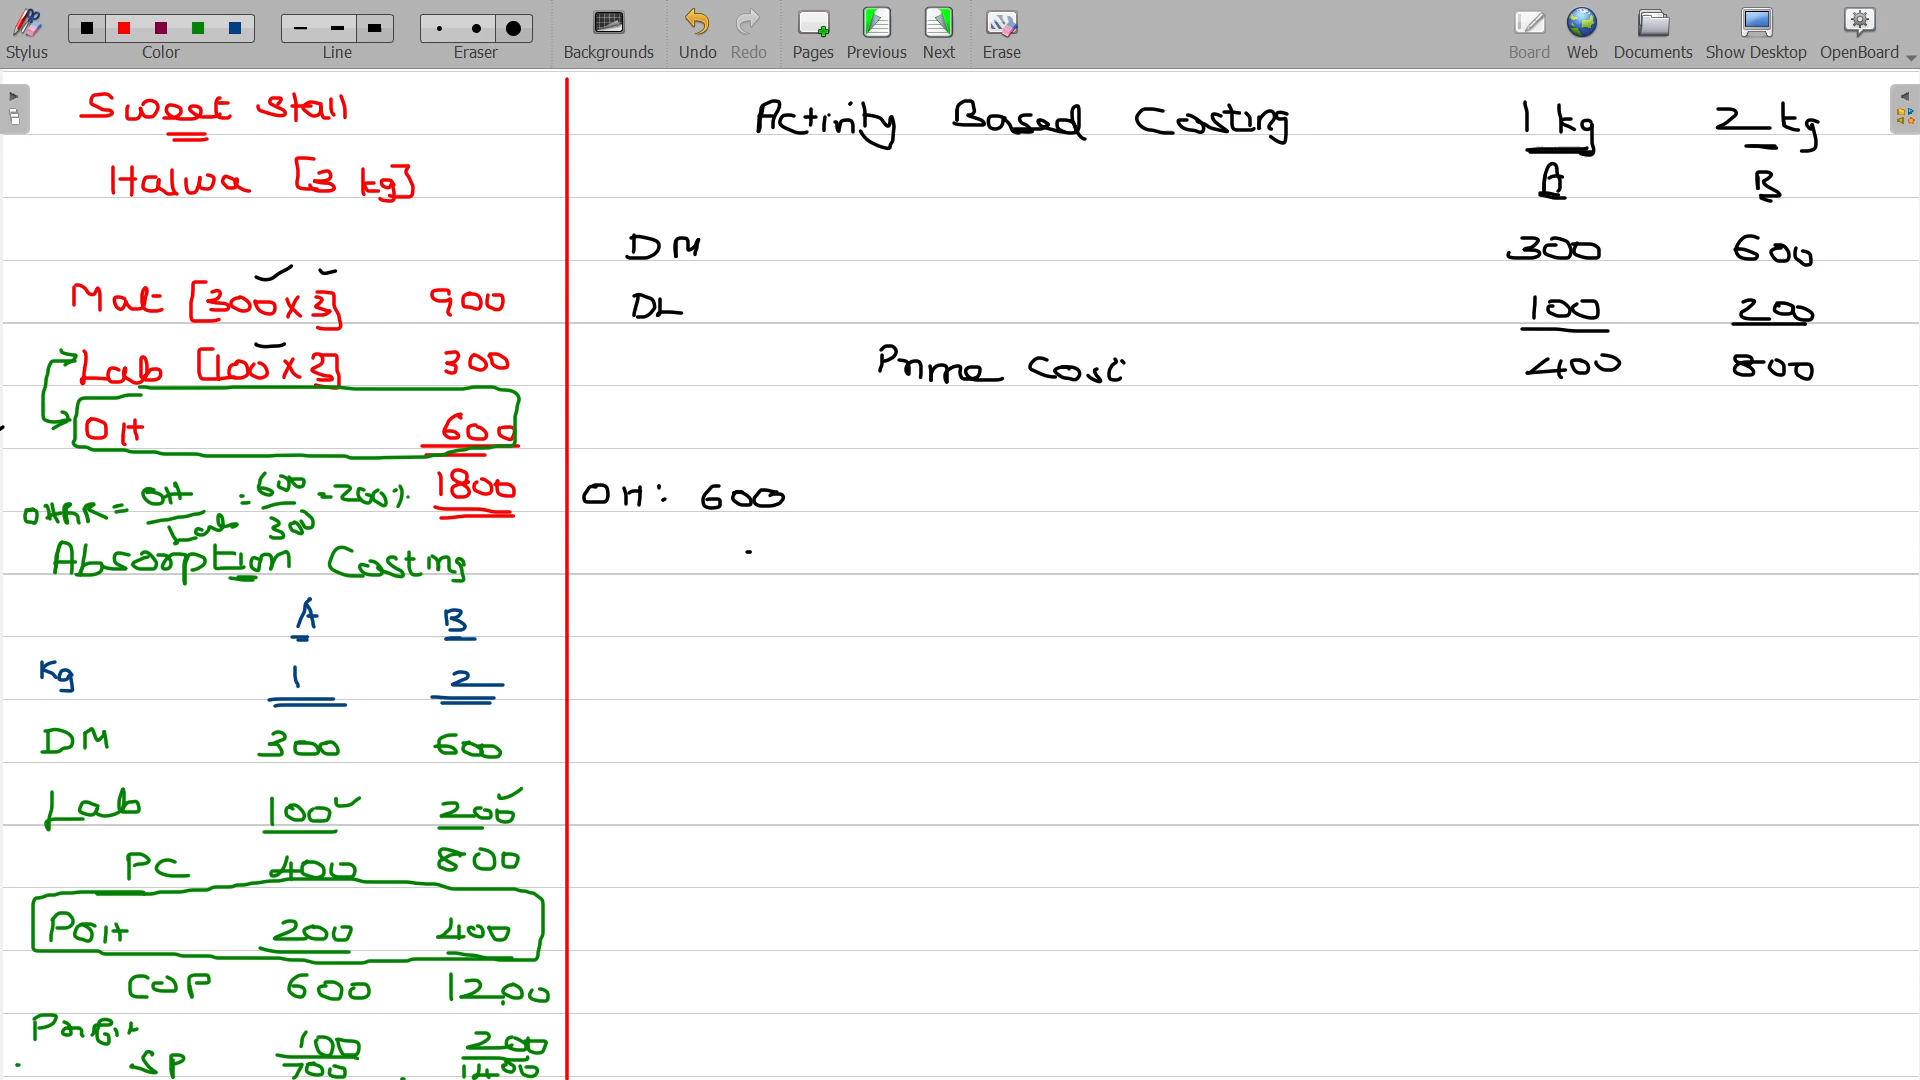 Stylus Color Line Eraser Backgrounds Undo Redo Pages Previous Next Erase Board Web Documents Show Desktop OpenBoard
Sweet Stall
Halwa [3 kg]
Mat [300 x 3] 900
Lab [100 x 3] 300
OH 600
1800
OHRR = OH / Lab = 600 / 300 = 200%
Absorption Costing
A B
Kg 1 2
DM 300 600
Lab 100 200
PC 400 800
POH 200 400
COP 600 1200
Profit 100 200
SP 700 1400
Activity Based Costing 1 kg 2 kg
A B
DM 300 600
DL 100 200
Prime Cost 400 800
OH: 600